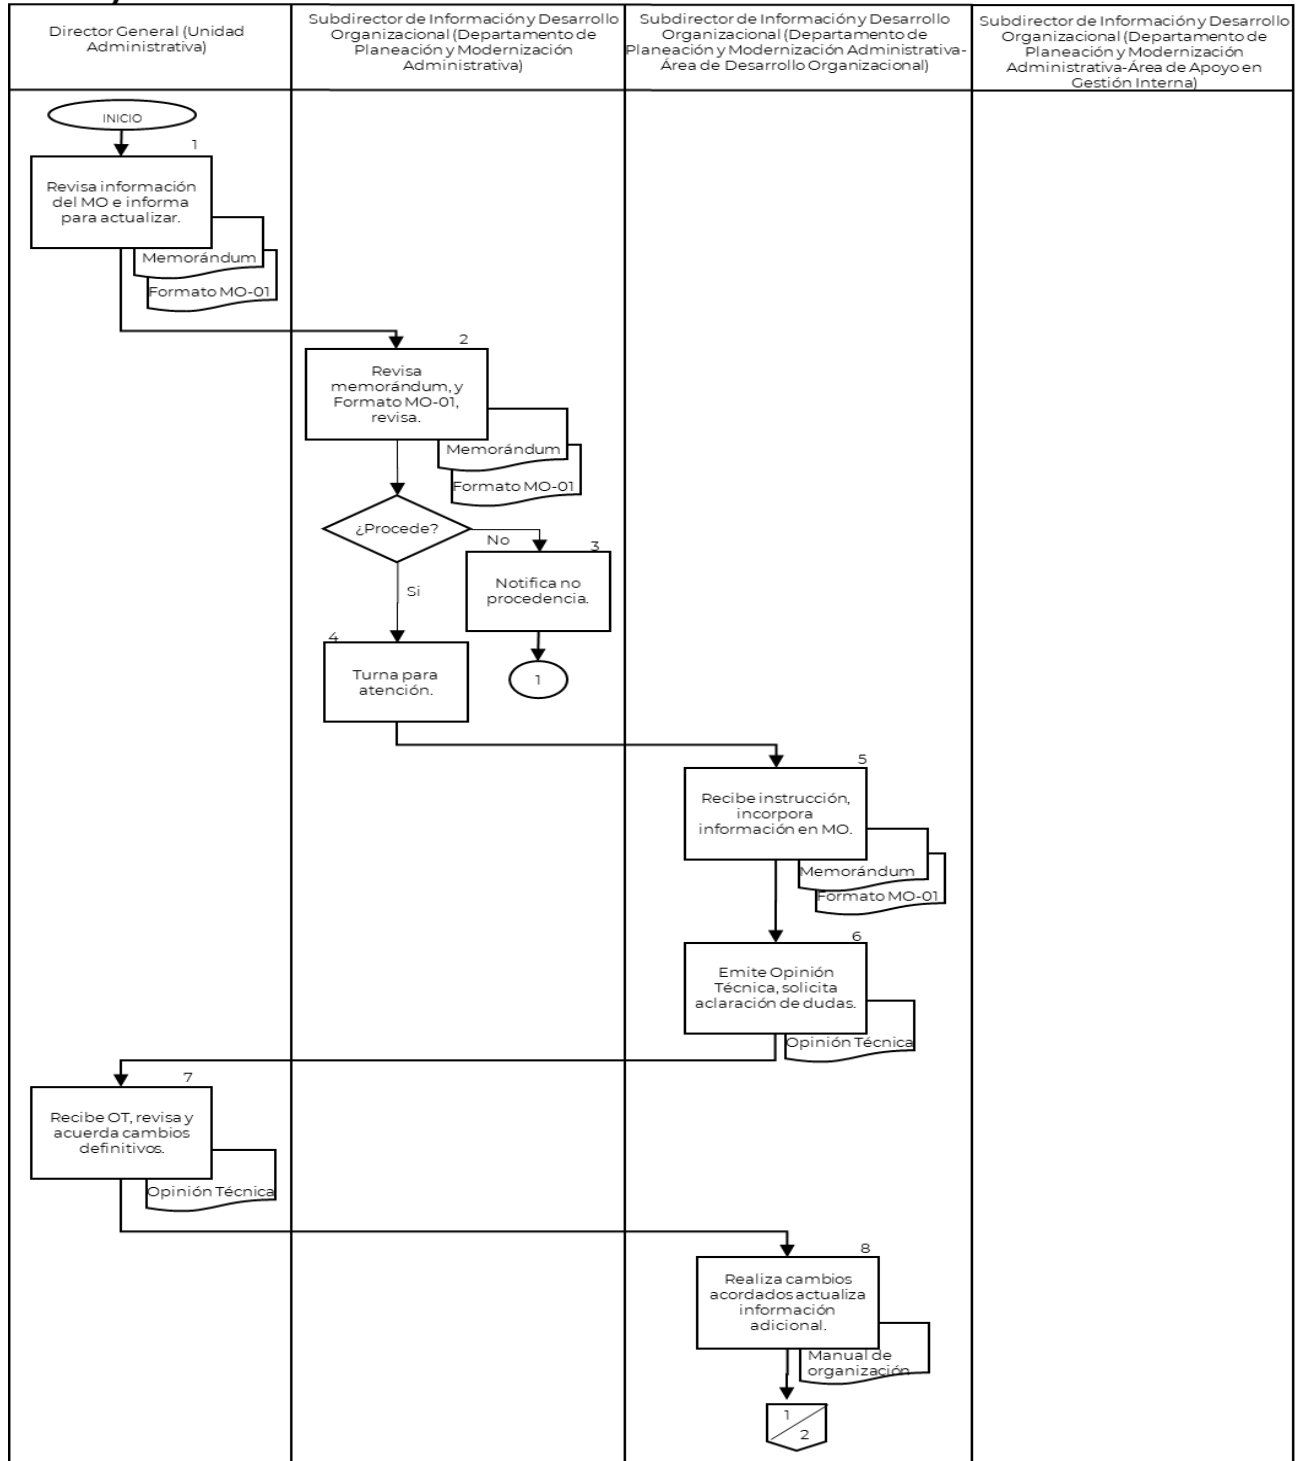 Director General (Unidad
Administrativa)
Subdirector de Información y Desarrollo
Organizacional (Departamento de
Planeación y Modernización
Administrativa)
Subdirector de Información y Desarrollo
Organizacional (Departamento de
Planeación y Modernización Administrativa-
Área de Desarrollo Organizacional)
Subdirector de Información y Desarrollo
Organizacional (Departamento de
Planeación y Modernización
Administrativa-Área de Apoyo en
Gestión Interna)
INICIO
1
Revisa información
del MO e informa
para actualizar.
Memorándum
Formato MO-01
2
Revisa
memorándum, y
Formato MO-01,
revisa.
Memorándum
Formato MO-01
¿Procede?
No
3
Notifica no
procedencia.
1
Si
4
Turna para
atención.
5
Recibe instrucción,
incorpora
información en MO.
Memorándum
Formato MO-01
6
Emite Opinión
Técnica, solicita
aclaración de dudas.
Opinión Técnica
7
Recibe OT, revisa y
acuerda cambios
definitivos.
Opinión Técnica
8
Realiza cambios
acordados actualiza
información
adicional.
Manual de
organización
1
2